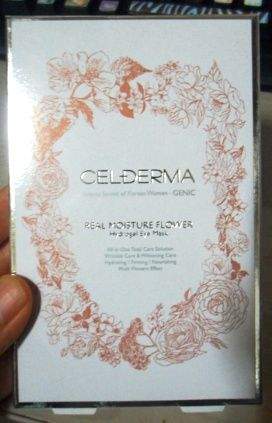 CELDERMA
Beauty Secret of Korean Women - GENIC
REAL MOISTURE FLOWER
Hydrogel Eye Mask
All in One Total Care Solution
Wrinkle Care & Whitening Care
Hydrating / Firming / Nourishing
Multi Flowers Effect